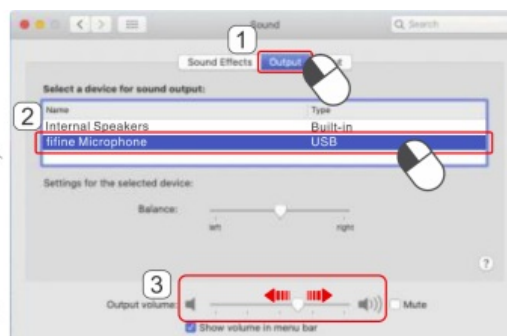 Sound
Search
1
Sound Effects Output
Select a device for sound output:
2
Name Type
Internal Speakers Built-in
fifine Microphone USB
Settings for the selected device:
Balance:
left right
?
3
Output volume: Mute
Show volume in menu bar